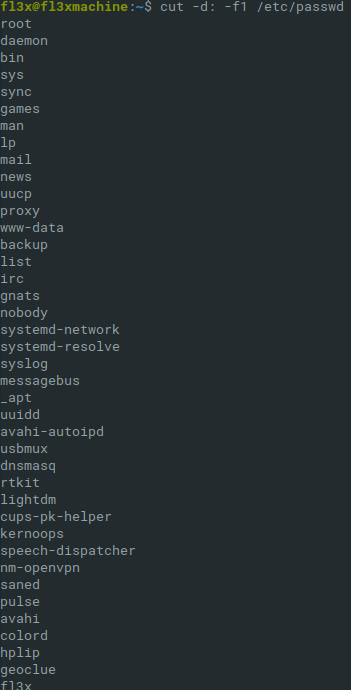 fl3x@fl3xmachine:~$ cut -d: -f1 /etc/passwd
root
daemon
bin
sys
sync
games
man
lp
mail
news
uucp
proxy
www-data
backup
list
irc
gnats
nobody
systemd-network
systemd-resolve
syslog
messagebus
_apt
uuidd
avahi-autoipd
usbmux
dnsmasq
rtkit
lightdm
cups-pk-helper
kernoops
speech-dispatcher
nm-openvpn
saned
pulse
avahi
colord
hplip
geoclue
fl3x